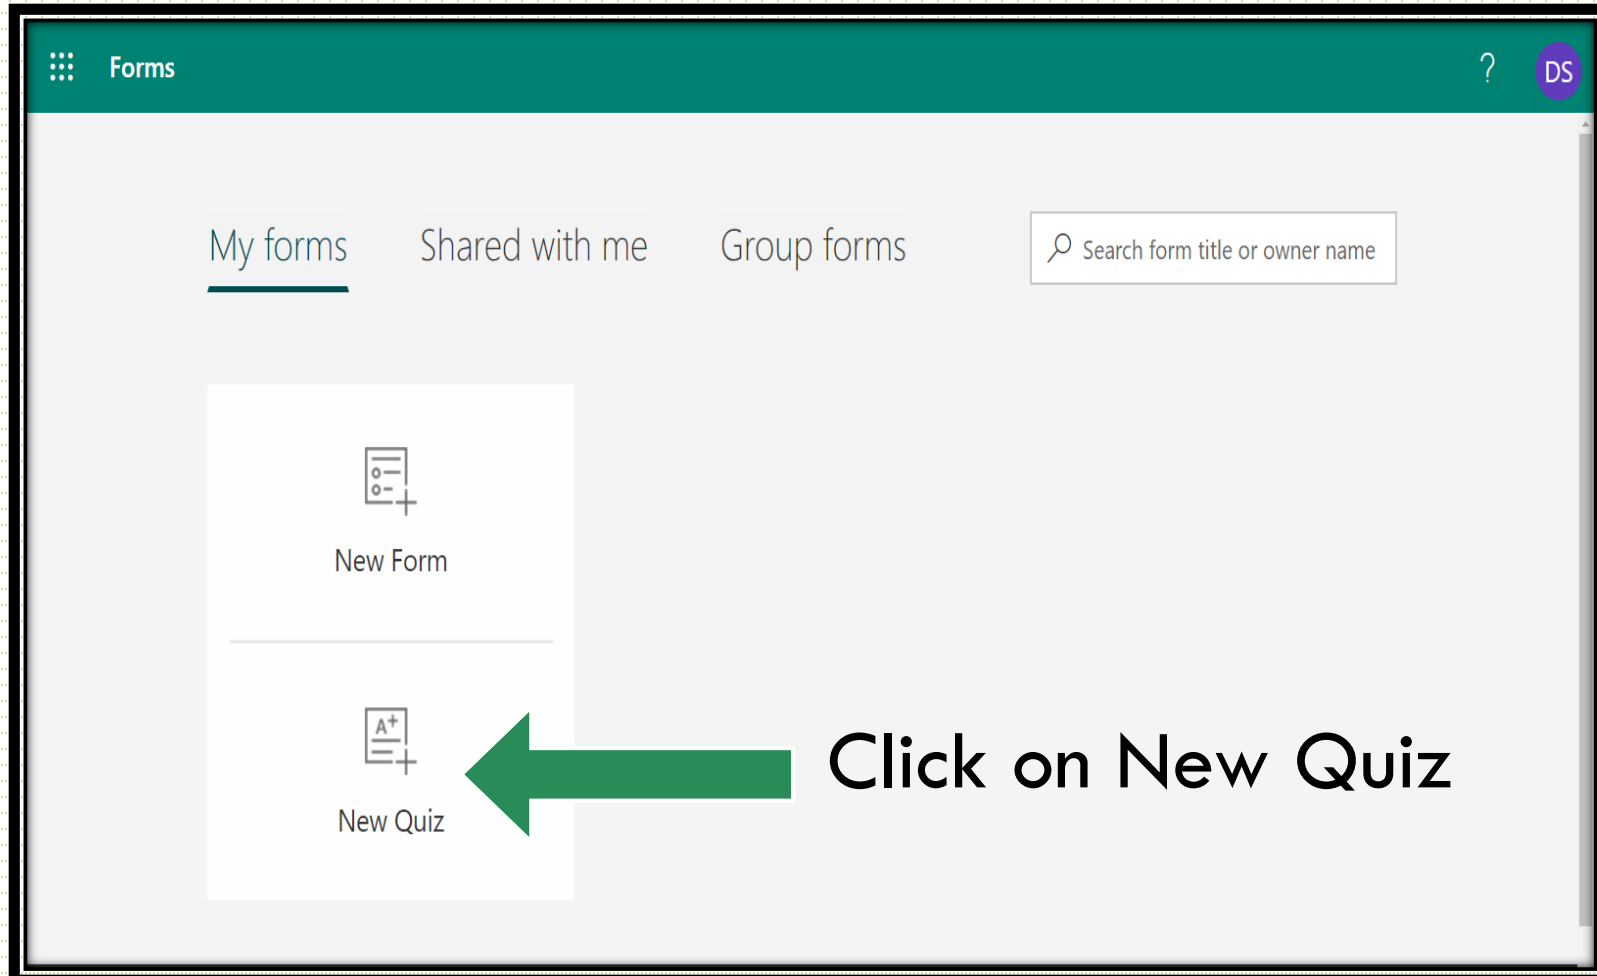 Forms
?
DS
My forms
Shared with me
Group forms
Search form title or owner name
New Form
A+
New Quiz
Click on New Quiz